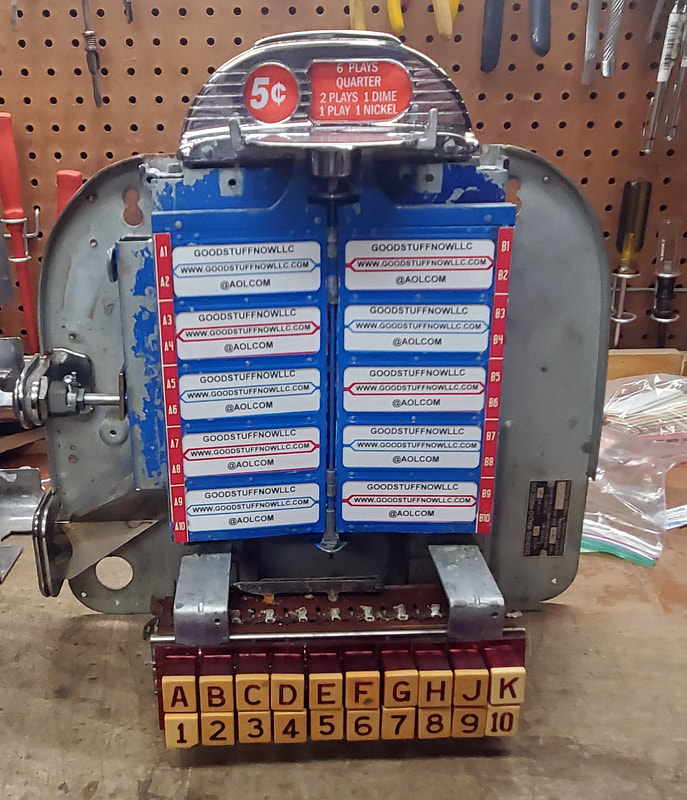 5¢
6 PLAYS
QUARTER
2 PLAYS 1 DIME
1 PLAY 1 NICKEL
A1
GOODSTUFFNOWLLC
WWW.GOODSTUFFNOWLLC.COM
A2
@AOLCOM
A3
GOODSTUFFNOWLLC
WWW.GOODSTUFFNOWLLC.COM
A4
@AOLCOM
A5
GOODSTUFFNOWLLC
WWW.GOODSTUFFNOWLLC.COM
A6
@AOLCOM
A7
GOODSTUFFNOWLLC
WWW.GOODSTUFFNOWLLC.COM
A8
@AOLCOM
A9
GOODSTUFFNOWLLC
WWW.GOODSTUFFNOWLLC.COM
A10
@AOLCOM
GOODSTUFFNOWLLC
B1
WWW.GOODSTUFFNOWLLC.COM
@AOLCOM
B2
GOODSTUFFNOWLLC
B3
WWW.GOODSTUFFNOWLLC.COM
@AOLCOM
B4
GOODSTUFFNOWLLC
B5
WWW.GOODSTUFFNOWLLC.COM
@AOLCOM
B6
GOODSTUFFNOWLLC
B7
WWW.GOODSTUFFNOWLLC.COM
@AOLCOM
B8
GOODSTUFFNOWLLC
B9
WWW.GOODSTUFFNOWLLC.COM
@AOLCOM
B10
A B C D E F G H J K
1 2 3 4 5 6 7 8 9 10